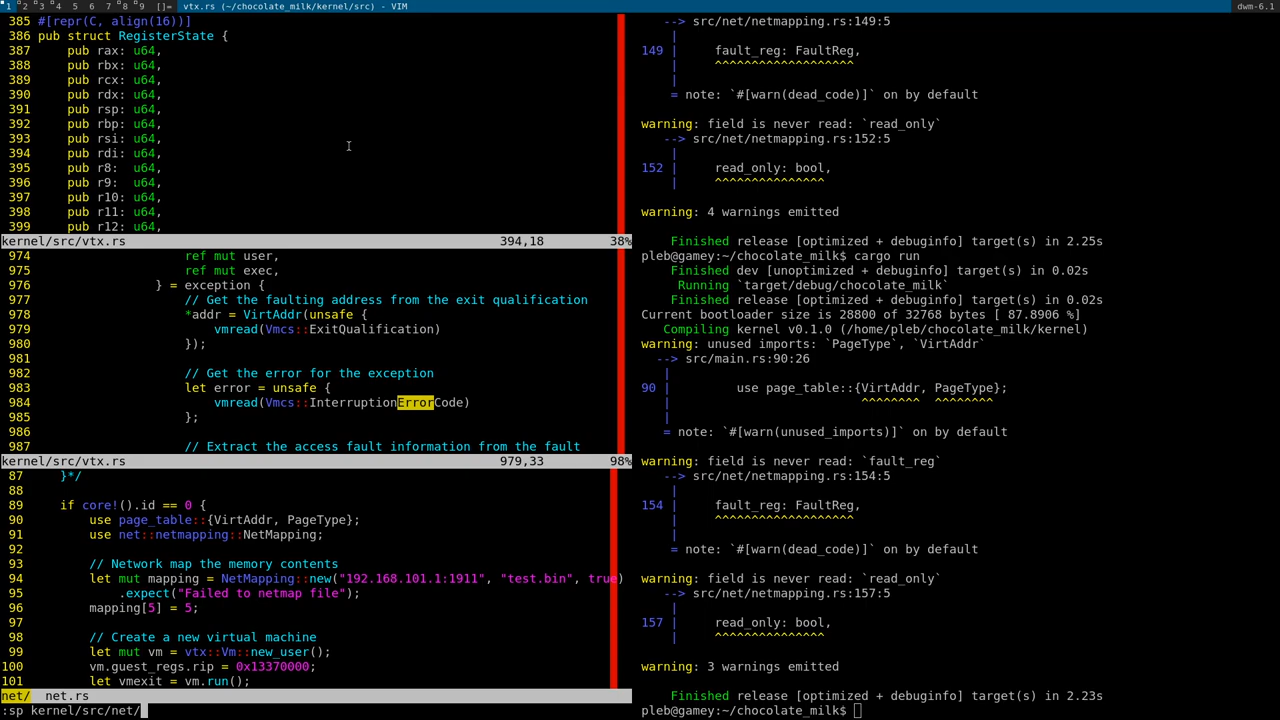 1 2 3 4 5 6 7 8 9 []= vtx.rs (~/chocolate_milk/kernel/src) - VIM dwm-6.1
385 #[repr(C, align(16))]
386 pub struct RegisterState {
387     pub rax: u64,
388     pub rbx: u64,
389     pub rcx: u64,
390     pub rdx: u64,
391     pub rsp: u64,
392     pub rbp: u64,
393     pub rsi: u64,
394     pub rdi: u64,
395     pub r8:  u64,
396     pub r9:  u64,
397     pub r10: u64,
398     pub r11: u64,
399     pub r12: u64,
kernel/src/vtx.rs 394,18 38%
974                     ref mut user,
975                     ref mut exec,
976                 } = exception {
977                     // Get the faulting address from the exit qualification
978                     *addr = VirtAddr(unsafe {
979                         vmread(Vmcs::ExitQualification)
980                     });
981
982                     // Get the error for the exception
983                     let error = unsafe {
984                         vmread(Vmcs::InterruptionErrorCode)
985                     };
986
987                     // Extract the access fault information from the fault
kernel/src/vtx.rs 979,33 98%
87     }*/
88
89     if core!().id == 0 {
90         use page_table::{VirtAddr, PageType};
91         use net::netmapping::NetMapping;
92
93         // Network map the memory contents
94         let mut mapping = NetMapping::new("192.168.101.1:1911", "test.bin", true)
95             .expect("Failed to netmap file");
96         mapping[5] = 5;
97
98         // Create a new virtual machine
99         let mut vm = vtx::Vm::new_user();
100         vm.guest_regs.rip = 0x13370000;
101         let vmexit = vm.run();
net/  net.rs
:sp kernel/src/net/
   --> src/net/netmapping.rs:149:5
    |
149 |     fault_reg: FaultReg,
    |     ^^^^^^^^^^^^^^^^^^^
    |
    = note: `#[warn(dead_code)]` on by default
warning: field is never read: `read_only`
   --> src/net/netmapping.rs:152:5
    |
152 |     read_only: bool,
    |     ^^^^^^^^^^^^^^^
warning: 4 warnings emitted
    Finished release [optimized + debuginfo] target(s) in 2.25s
pleb@gamey:~/chocolate_milk$ cargo run
    Finished dev [unoptimized + debuginfo] target(s) in 0.02s
     Running `target/debug/chocolate_milk`
    Finished release [optimized + debuginfo] target(s) in 0.02s
Current bootloader size is 28800 of 32768 bytes [ 87.8906 %]
   Compiling kernel v0.1.0 (/home/pleb/chocolate_milk/kernel)
warning: unused imports: `PageType`, `VirtAddr`
  --> src/main.rs:90:26
   |
90 |         use page_table::{VirtAddr, PageType};
   |                          ^^^^^^^^  ^^^^^^^^
   |
   = note: `#[warn(unused_imports)]` on by default
warning: field is never read: `fault_reg`
   --> src/net/netmapping.rs:154:5
    |
154 |     fault_reg: FaultReg,
    |     ^^^^^^^^^^^^^^^^^^^
    |
    = note: `#[warn(dead_code)]` on by default
warning: field is never read: `read_only`
   --> src/net/netmapping.rs:157:5
    |
157 |     read_only: bool,
    |     ^^^^^^^^^^^^^^^
warning: 3 warnings emitted
    Finished release [optimized + debuginfo] target(s) in 2.23s
pleb@gamey:~/chocolate_milk$